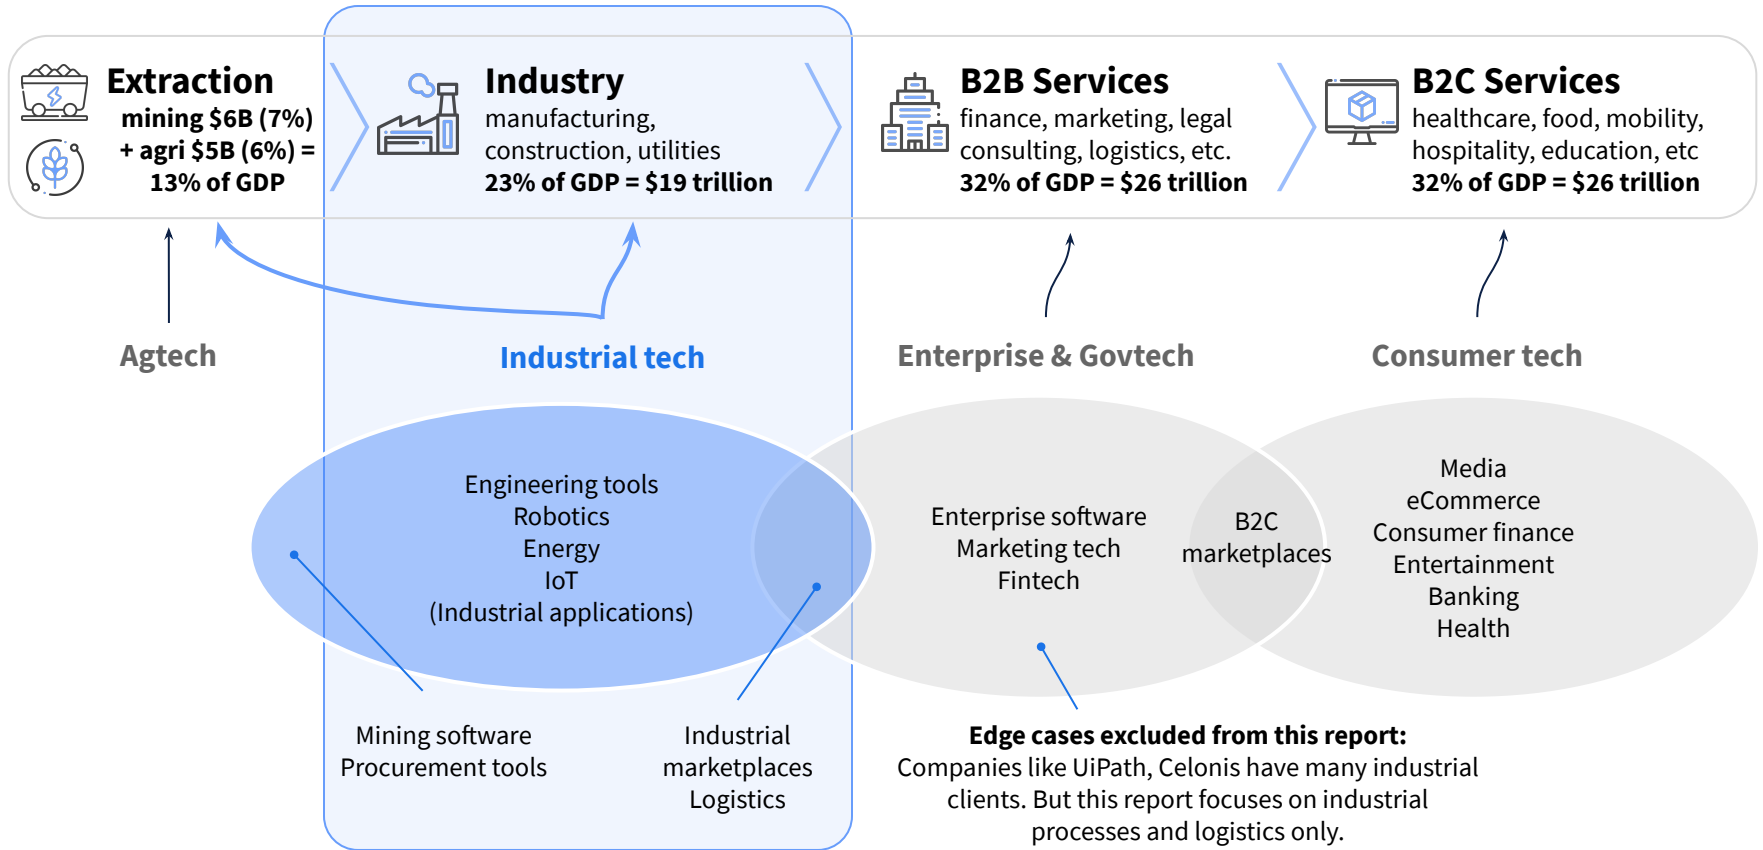 Extraction
mining $6B (7%)
+ agri $5B (6%) =
13% of GDP
Industry
manufacturing,
construction, utilities
23% of GDP = $19 trillion
B2B Services
finance, marketing, legal
consulting, logistics, etc.
32% of GDP = $26 trillion
B2C Services
healthcare, food, mobility,
hospitality, education, etc
32% of GDP = $26 trillion
Agtech
Industrial tech
Enterprise & Govtech
Consumer tech
Engineering tools
Robotics
Energy
IoT
(Industrial applications)
Enterprise software
Marketing tech
Fintech
B2C
marketplaces
Media
eCommerce
Consumer finance
Entertainment
Banking
Health
Mining software
Procurement tools
Industrial
marketplaces
Logistics
Edge cases excluded from this report:
Companies like UiPath, Celonis have many industrial
clients. But this report focuses on industrial
processes and logistics only.